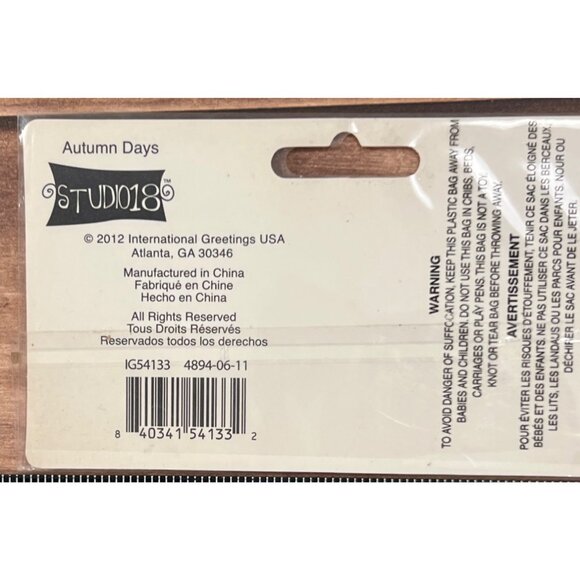 Autumn Days
STUDIO18™
© 2012 International Greetings USA
Atlanta, GA 30346
Manufactured in China
Fabriqué en Chine
Hecho en China
All Rights Reserved
Tous Droits Réservés
Reservados todos los derechos
IG54133 4894-06-11
8 40341 54133 2
WARNING
TO AVOID DANGER OF SUFFOCATION, KEEP THIS PLASTIC BAG AWAY FROM
BABIES AND CHILDREN. DO NOT USE THIS BAG IN CRIBS, BEDS,
CARRIAGES OR PLAY PENS. THIS BAG IS NOT A TOY.
KNOT OR TEAR BAG BEFORE THROWING AWAY.
AVERTISSEMENT
POUR ÉVITER LES RISQUES D'ÉTOUFFEMENT, TENIR CE SAC ÉLOIGNÉ DES
BÉBÉS ET DES ENFANTS. NE PAS UTILISER CE SAC DANS LES BERCEAUX,
LES LITS, LES LANDAUS OU LES PARCS POUR ENFANTS. NOUR OU
DÉCHIFER LE SAC AVANT DE LE JETER.